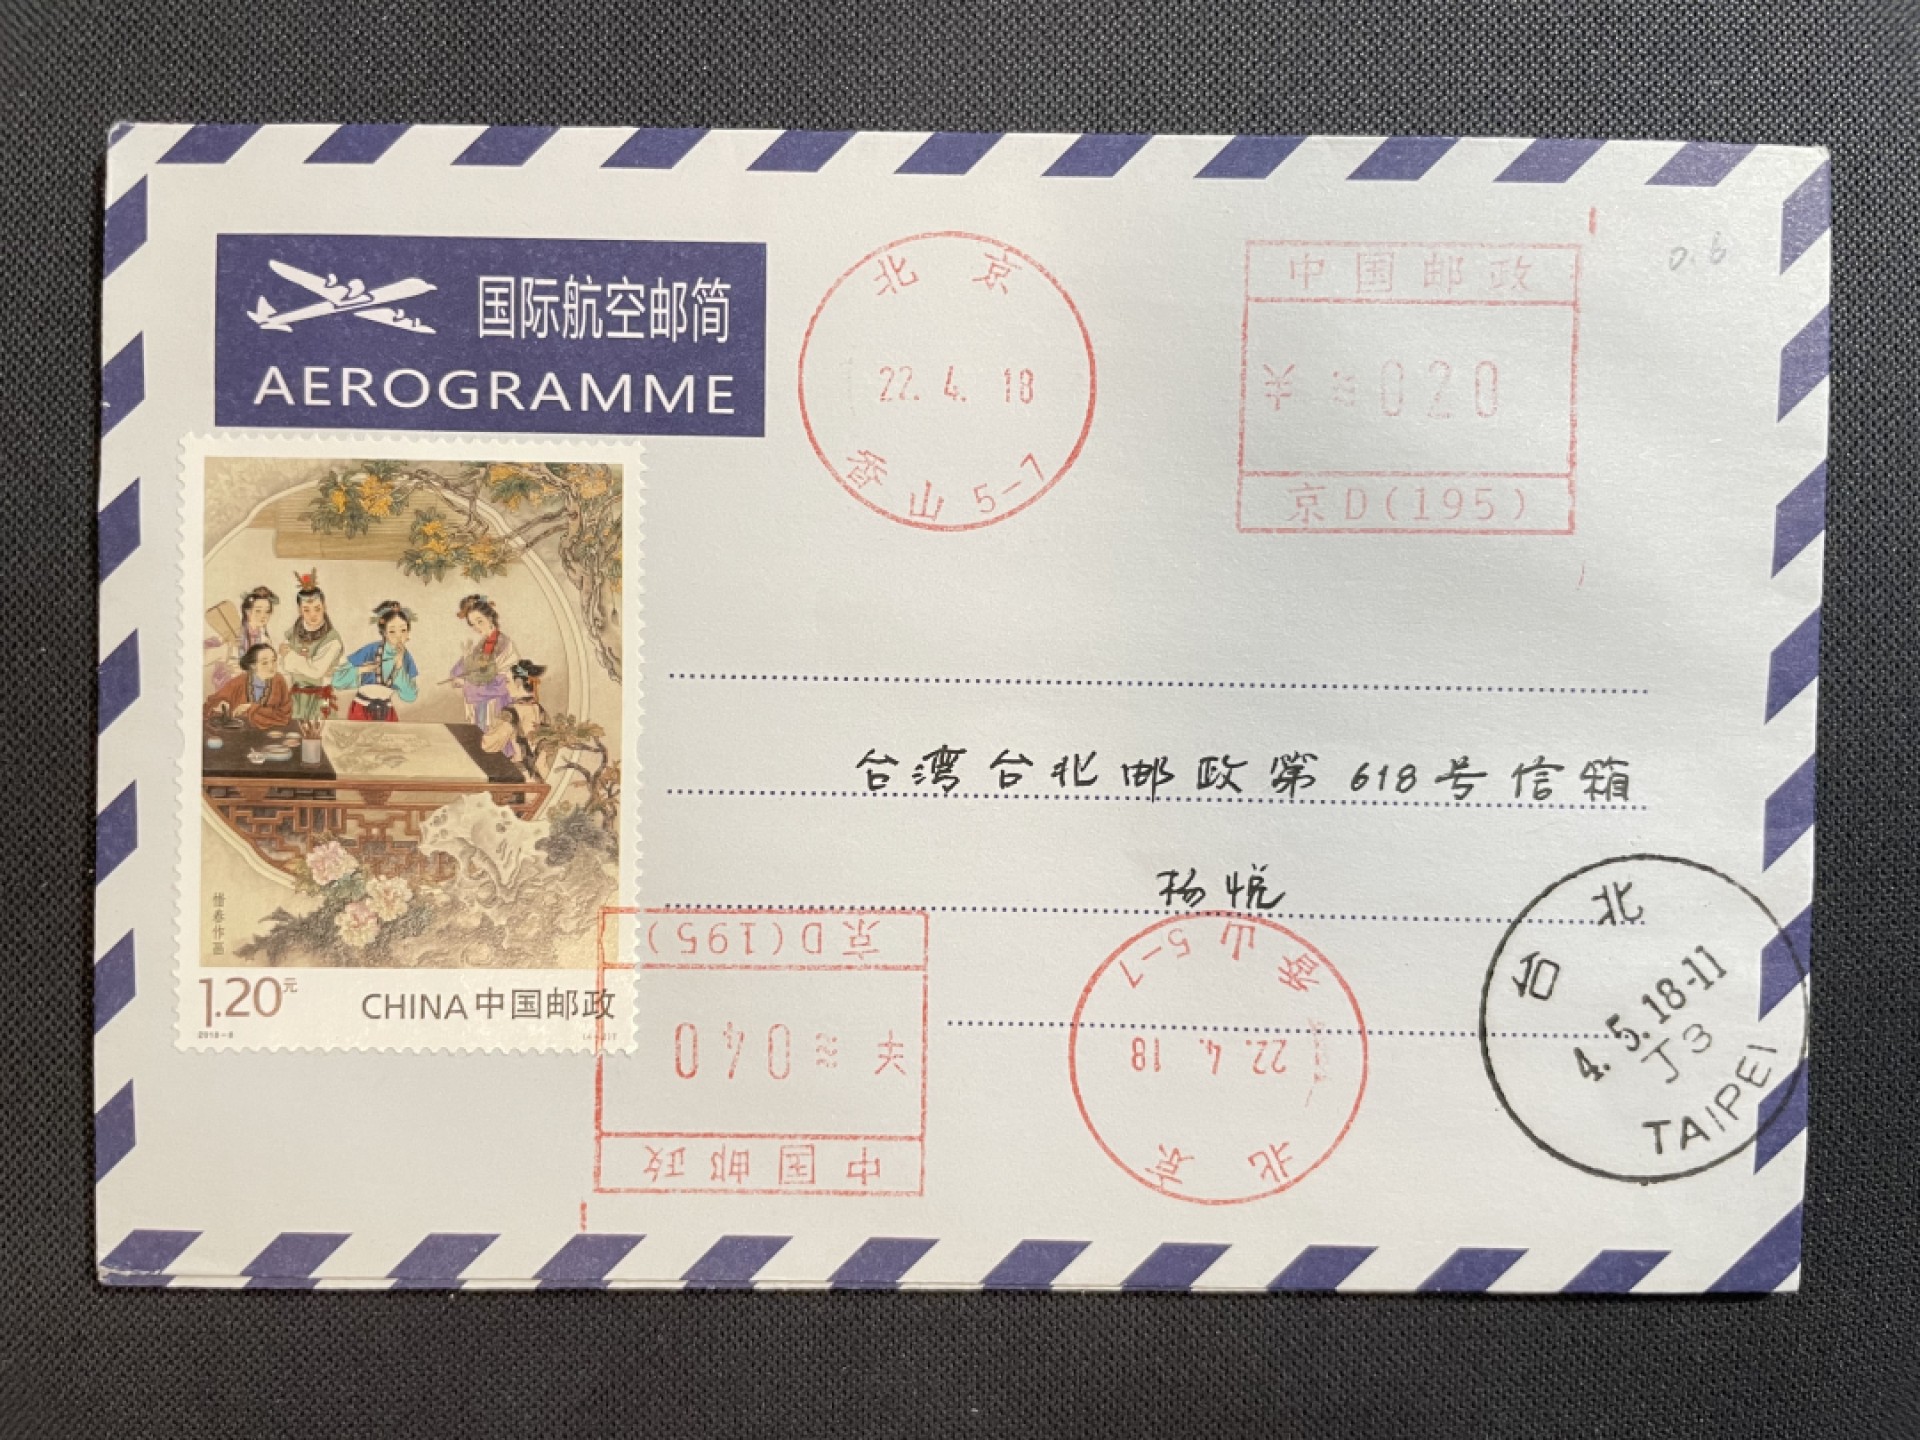 国际航空邮简
AEROGRAMME
北京
22. 4. 18
香山 5-7
中国邮政
020
京D(195)
0.6
台湾台北邮政第618号信箱
杨悦
惜春作画
1.20元
CHINA 中国邮政
2018-8
京D(195)
040
中国邮政
香山 5-7
22. 4. 18
北京
台北
4. 5. 18-11
J3
TAIPEI